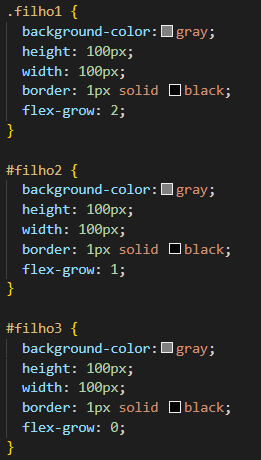 .filho1 {
background-color: gray;
height: 100px;
width: 100px;
border: 1px solid black;
flex-grow: 2;
}
#filho2 {
background-color: gray;
height: 100px;
width: 100px;
border: 1px solid black;
flex-grow: 1;
}
#filho3 {
background-color: gray;
height: 100px;
width: 100px;
border: 1px solid black;
flex-grow: 0;
}